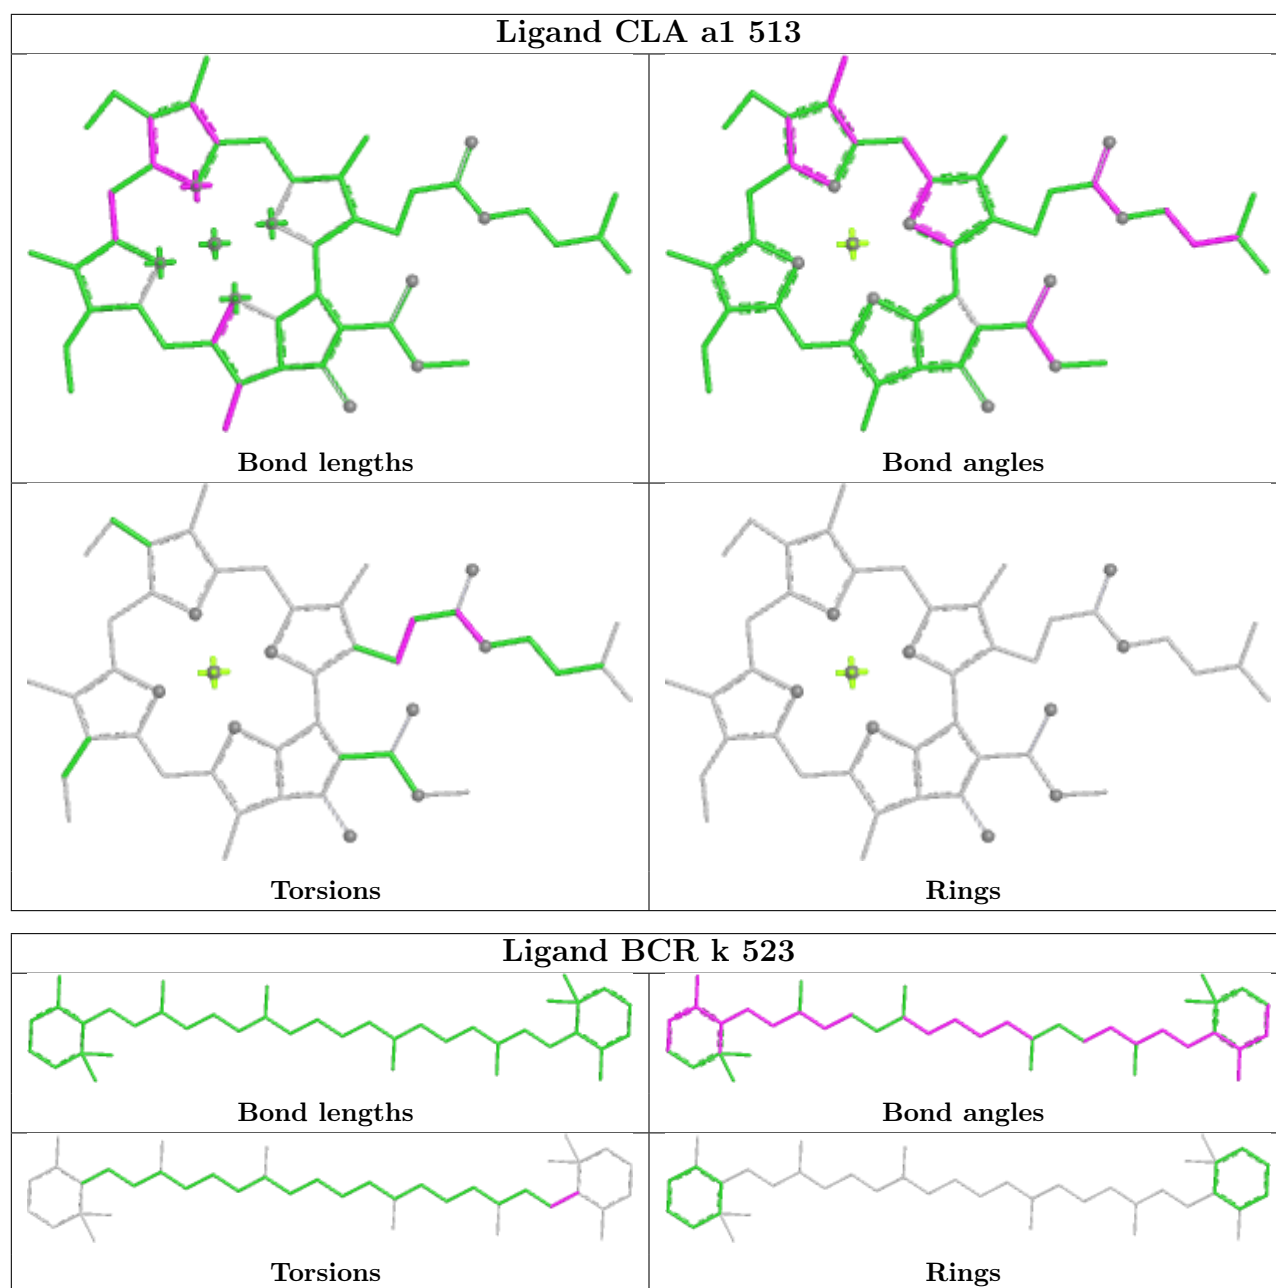 Ligand CLA a1 513
Bond lengths
Bond angles
Torsions
Rings
Ligand BCR k 523
Bond lengths
Bond angles
Torsions
Rings